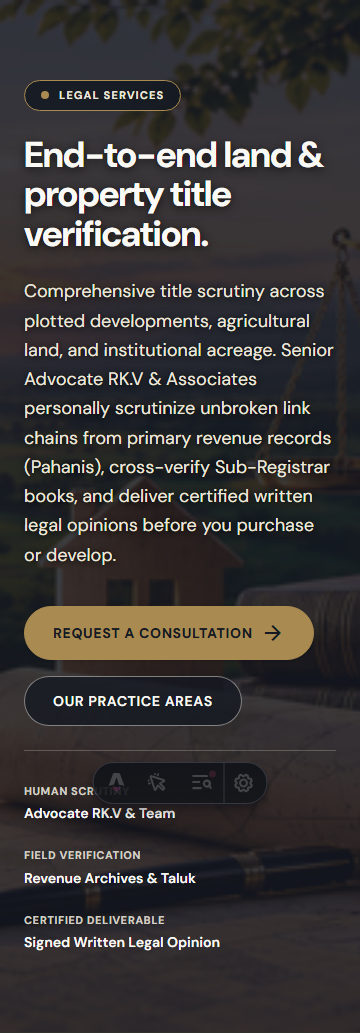 LEGAL SERVICES
End-to-end land &
property title
verification.
Comprehensive title scrutiny across
plotted developments, agricultural
land, and institutional acreage. Senior
Advocate RK.V & Associates
personally scrutinize unbroken link
chains from primary revenue records
(Pahanis), cross-verify Sub-Registrar
books, and deliver certified written
legal opinions before you purchase
or develop.
REQUEST A CONSULTATION
OUR PRACTICE AREAS
HUMAN SCRUTINY
Advocate RK.V & Team
FIELD VERIFICATION
Revenue Archives & Taluk
CERTIFIED DELIVERABLE
Signed Written Legal Opinion